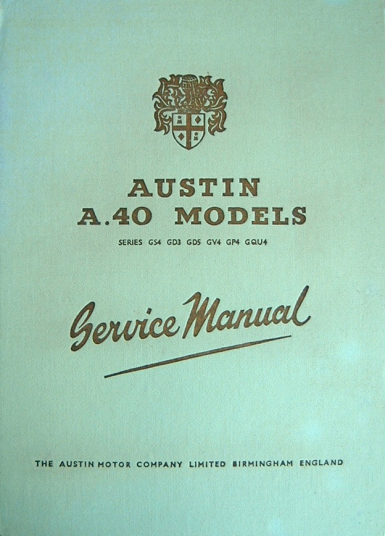 AUSTIN
A.40 MODELS
SERIES GS4 GD3 GD5 GV4 GP4 GQU4
Service Manual
THE AUSTIN MOTOR COMPANY LIMITED BIRMINGHAM ENGLAND